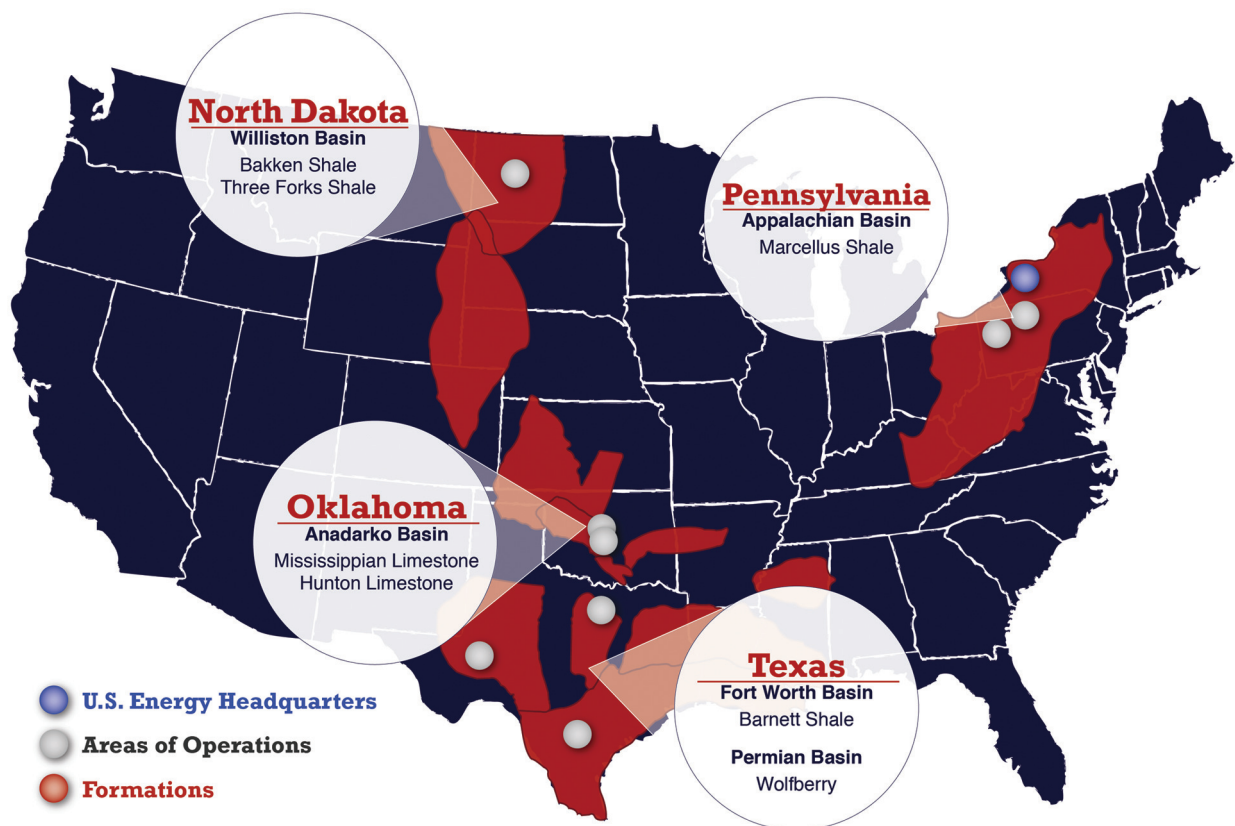 North Dakota
Williston Basin
Bakken Shale
Three Forks Shale
Pennsylvania
Appalachian Basin
Marcellus Shale
Oklahoma
Anadarko Basin
Mississippian Limestone
Hunton Limestone
Texas
Fort Worth Basin
Barnett Shale
Permian Basin
Wolfberry
U.S. Energy Headquarters
Areas of Operations
Formations